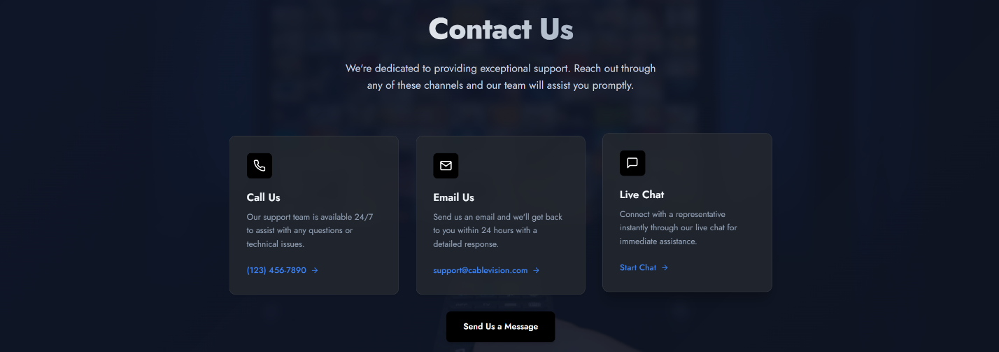 Contact Us
We're dedicated to providing exceptional support. Reach out through
any of these channels and our team will assist you promptly.
Call Us
Our support team is available 24/7
to assist with any questions or
technical issues.
(123) 456-7890 →
Email Us
Send us an email and we'll get back
to you within 24 hours with a
detailed response.
support@cablevision.com →
Live Chat
Connect with a representative
instantly through our live chat for
immediate assistance.
Start Chat →
Send Us a Message